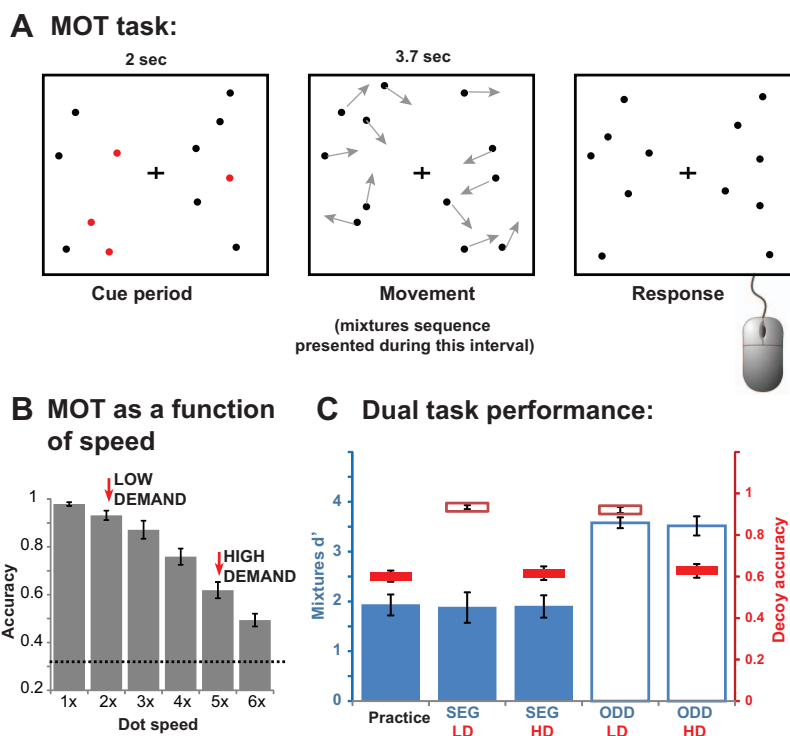 A MOT task:
2 sec
3.7 sec
Cue period
Movement
Response
(mixtures sequence
presented during this interval)
B MOT as a function
of speed
LOW
DEMAND
HIGH
DEMAND
Accuracy
1
0.8
0.6
0.4
0.2
1x 2x 3x 4x 5x 6x
Dot speed
C Dual task performance:
Mixtures d'
4
3.5
3
2
1
0
Decoy accuracy
1
0.8
0.6
0.4
0.2
0
Practice SEG SEG ODD ODD
LD HD LD HD